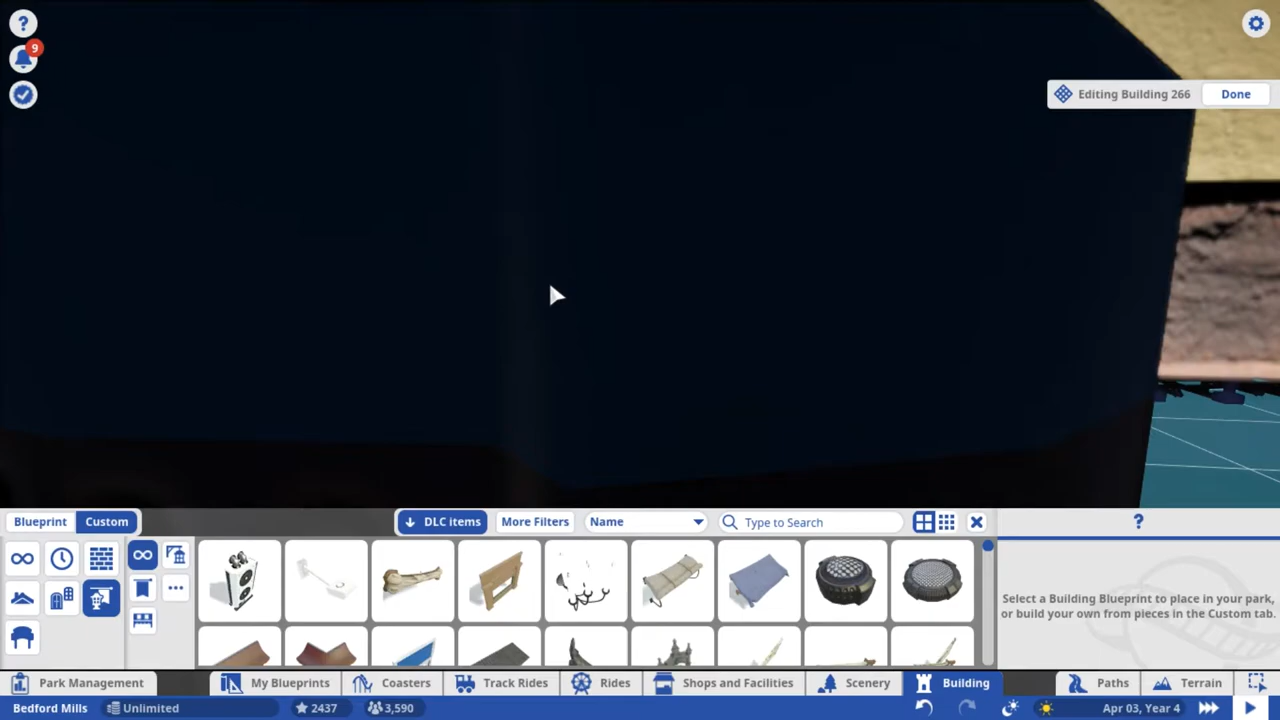 ?
9
Editing Building 266
Done
Blueprint
Custom
DLC items
More Filters
Name
Type to Search
?
Select a Building Blueprint to place in your park,
or build your own from pieces in the Custom tab.
Park Management
My Blueprints
Coasters
Track Rides
Rides
Shops and Facilities
Scenery
Building
Paths
Terrain
Bedford Mills
Unlimited
2437
3,590
Apr 03, Year 4